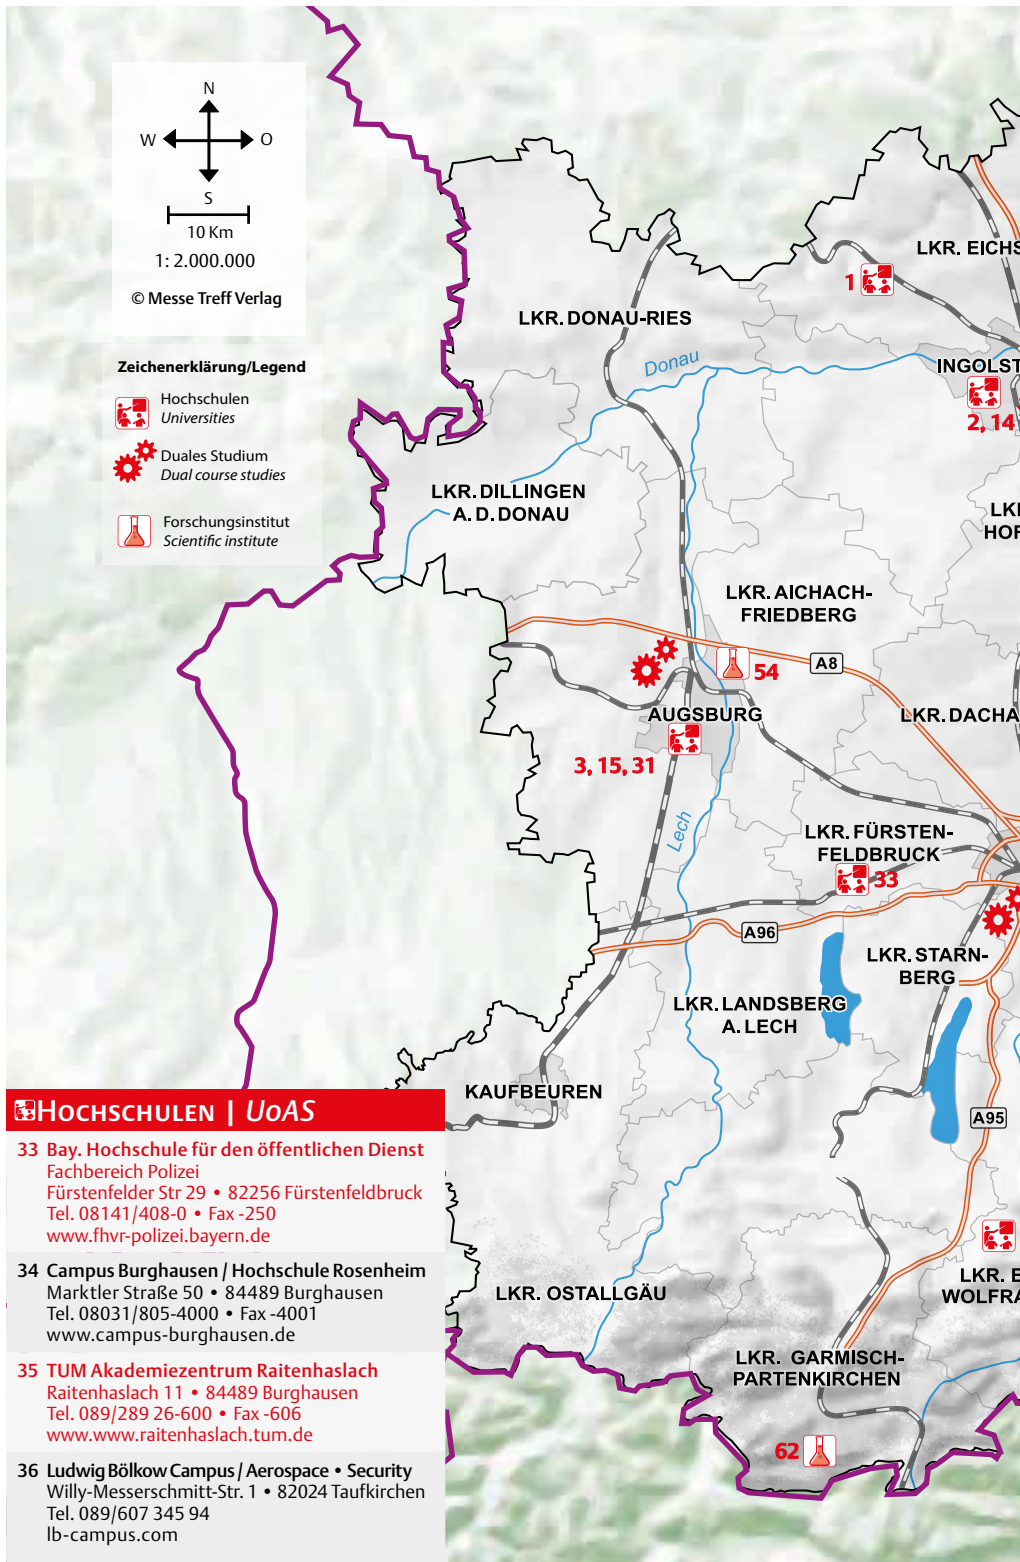 N
W
O
S
10 Km
1: 2.000.000
© Messe Treff Verlag
Zeichenerklärung/Legend
Hochschulen
Universities
Duales Studium
Dual course studies
Forschungsinstitut
Scientific institute
LKR. EICHS
1
LKR. DONAU-RIES
Donau
INGOLST
2, 14
LKR. DILLINGEN
A. D. DONAU
LKR. AICHACH-
FRIEDBERG
A8
54
AUGSBURG
LKR. DACHA
3, 15, 31
Lech
LKR. FÜRSTEN-
FELDBRUCK
33
A96
LKR. STARN-
BERG
LKR. LANDSBERG
A. LECH
KAUFBEUREN
A95
LKR. OSTALLGÄU
WOLFRA
LKR. GARMISCH-
PARTENKIRCHEN
62
HOCHSCHULEN | UoAS
33 Bay. Hochschule für den öffentlichen Dienst
Fachbereich Polizei
Fürstenfelder Str 29 • 82256 Fürstenfeldbruck
Tel. 08141/408-0 • Fax -250
www.fhvr-polizei.bayern.de
34 Campus Burghausen / Hochschule Rosenheim
Marktler Straße 50 • 84489 Burghausen
Tel. 08031/805-4000 • Fax -4001
www.campus-burghausen.de
35 TUM Akademiezentrum Raitenhaslach
Raitenhaslach 11 • 84489 Burghausen
Tel. 089/289 26-600 • Fax -606
www.www.raitenhaslach.tum.de
36 Ludwig Bölkow Campus / Aerospace • Security
Willy-Messerschmitt-Str. 1 • 82024 Taufkirchen
Tel. 089/607 345 94
lb-campus.com